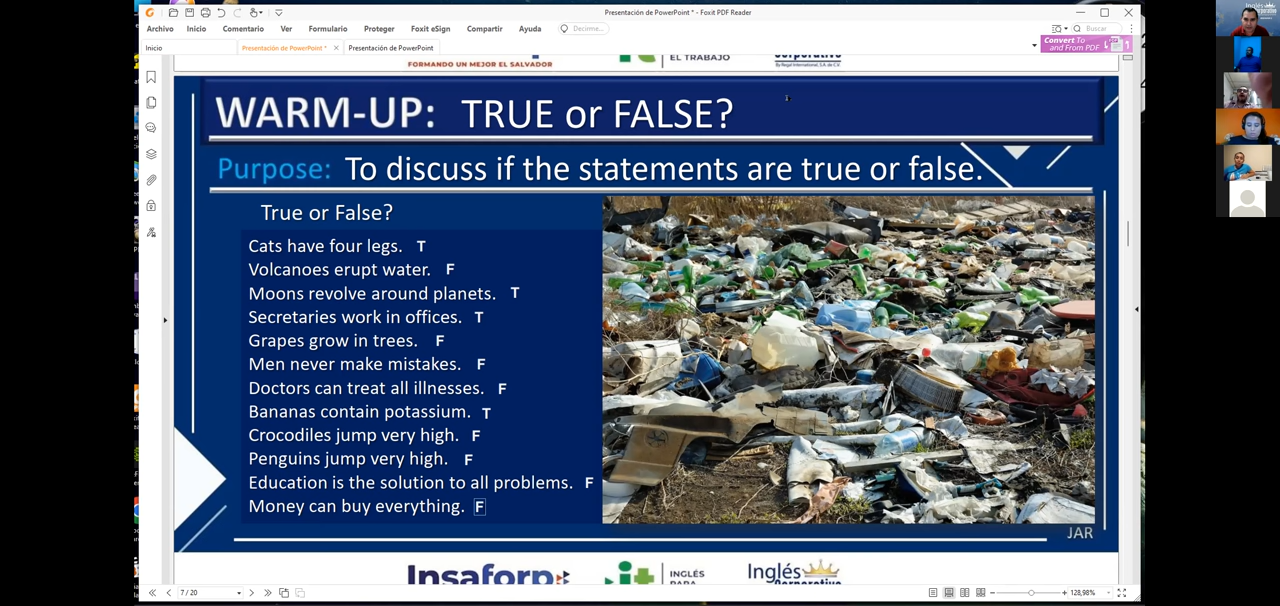 Presentación de PowerPoint * - Foxit PDF Reader
Archivo Inicio Comentario Ver Formulario Proteger Foxit eSign Compartir Ayuda Decirme... Buscar
Inicio Presentación de PowerPoint * Presentación de PowerPoint
Convert To
and From PDF
FORMANDO UN MEJOR EL SALVADOR EL TRABAJO
WARM-UP: TRUE or FALSE?
Purpose: To discuss if the statements are true or false.
True or False?
Cats have four legs. T
Volcanoes erupt water. F
Moons revolve around planets. T
Secretaries work in offices. T
Grapes grow in trees. F
Men never make mistakes. F
Doctors can treat all illnesses. F
Bananas contain potassium. T
Crocodiles jump very high. F
Penguins jump very high. F
Education is the solution to all problems. F
Money can buy everything. F
JAR
Insaforp INGLÉS Inglés
PARA
7 / 20 128,98%